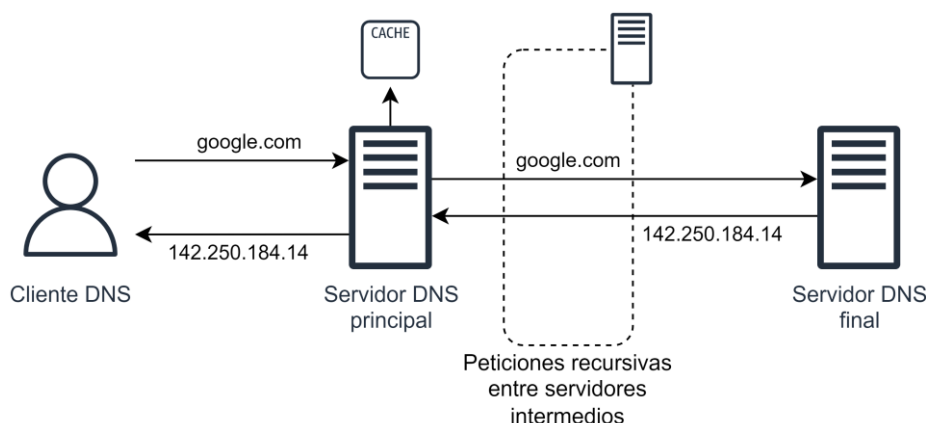 CACHE
google.com
google.com
142.250.184.14
142.250.184.14
Cliente DNS
Servidor DNS
principal
Servidor DNS
final
Peticiones recursivas
entre servidores
intermedios